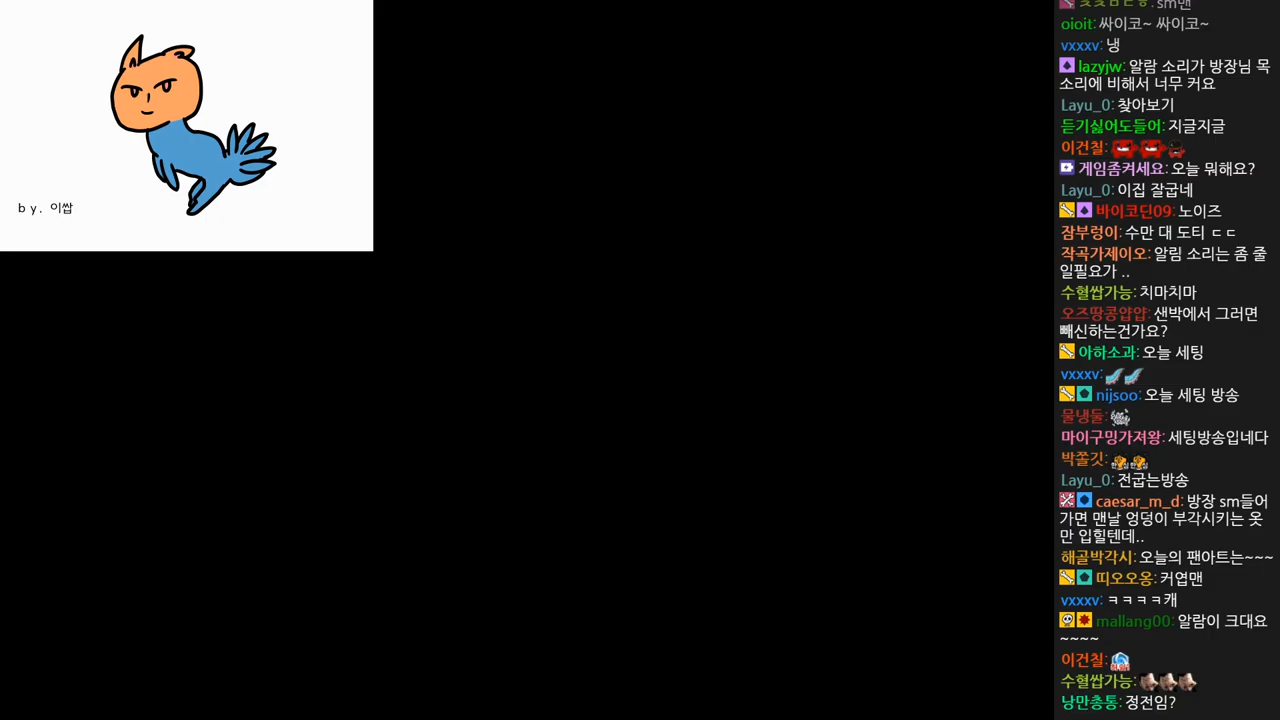 by. 이쌉
sm맨
oioit: 싸이코~ 싸이코~
vxxxv: 냉
lazyjw: 알람 소리가 방장님 목
소리에 비해서 너무 커요
Layu_0: 찾아보기
듣기싫어도들어: 지글지글
이건칠:
게임좀켜세요: 오늘 뭐해요?
Layu_0: 이집 잘굽네
바이코딘09: 노이즈
잠부렁이: 수만 대 도티 ㄷㄷ
작곡가제이오: 알림 소리는 좀 줄
일필요가 ..
수혈쌉가능: 치마치마
오즈땅콩얍얍: 샌박에서 그러면
빼신하는건가요?
아하소과: 오늘 세팅
vxxxv:
nijsoo: 오늘 세팅 방송
물냉둘:
마이구밍가져왕: 세팅방송입네다
박쫄깃:
Layu_0: 전굽는방송
caesar_m_d: 방장 sm들어
가면 맨날 엉덩이 부각시키는 옷
만 입힐텐데..
해골박각시: 오늘의 팬아트는~~~
띠오오옹: 커엽맨
vxxxv: ㅋㅋㅋㅋ캐
mallang00: 알람이 크대요
~~~~
이건칠:
수혈쌉가능:
낭만총통: 정전임?